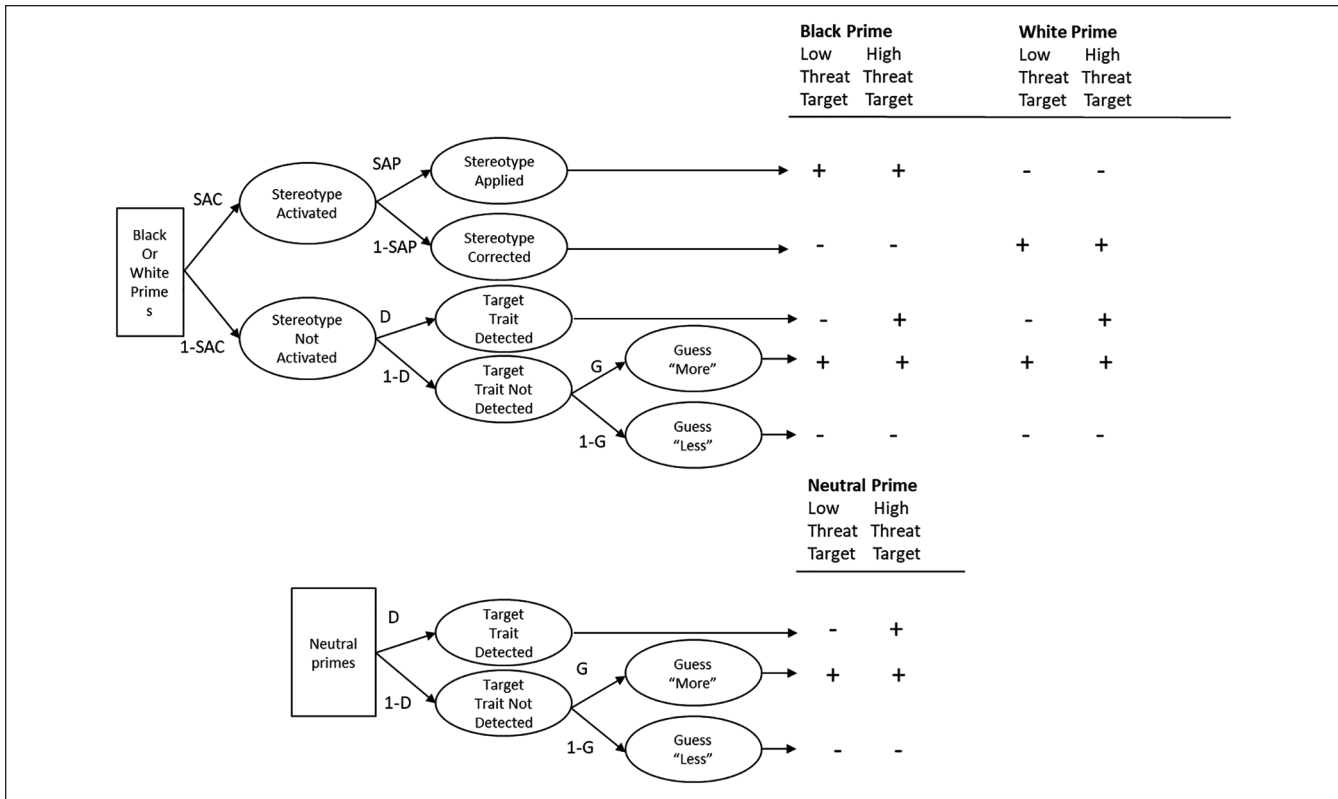 Black Prime White Prime
Low High Low High
Threat Threat Threat Threat
Target Target Target Target
SAP
Stereotype
Applied
+ + - -
SAC
Stereotype
Activated
1-SAP
Stereotype
Corrected
- - + +
Black
Or
White
Prime
s
1-SAC
Stereotype
Not
Activated
D
Target
Trait
Detected
- + - +
1-D
Target
Trait Not
Detected
G
Guess
“More”
+ + + +
1-G
Guess
“Less”
- - - -
Neutral Prime
Low High
Threat Threat
Target Target
Neutral
primes
D
Target
Trait
Detected
- +
1-D
Target
Trait Not
Detected
G
Guess
“More”
+ +
1-G
Guess
“Less”
- -